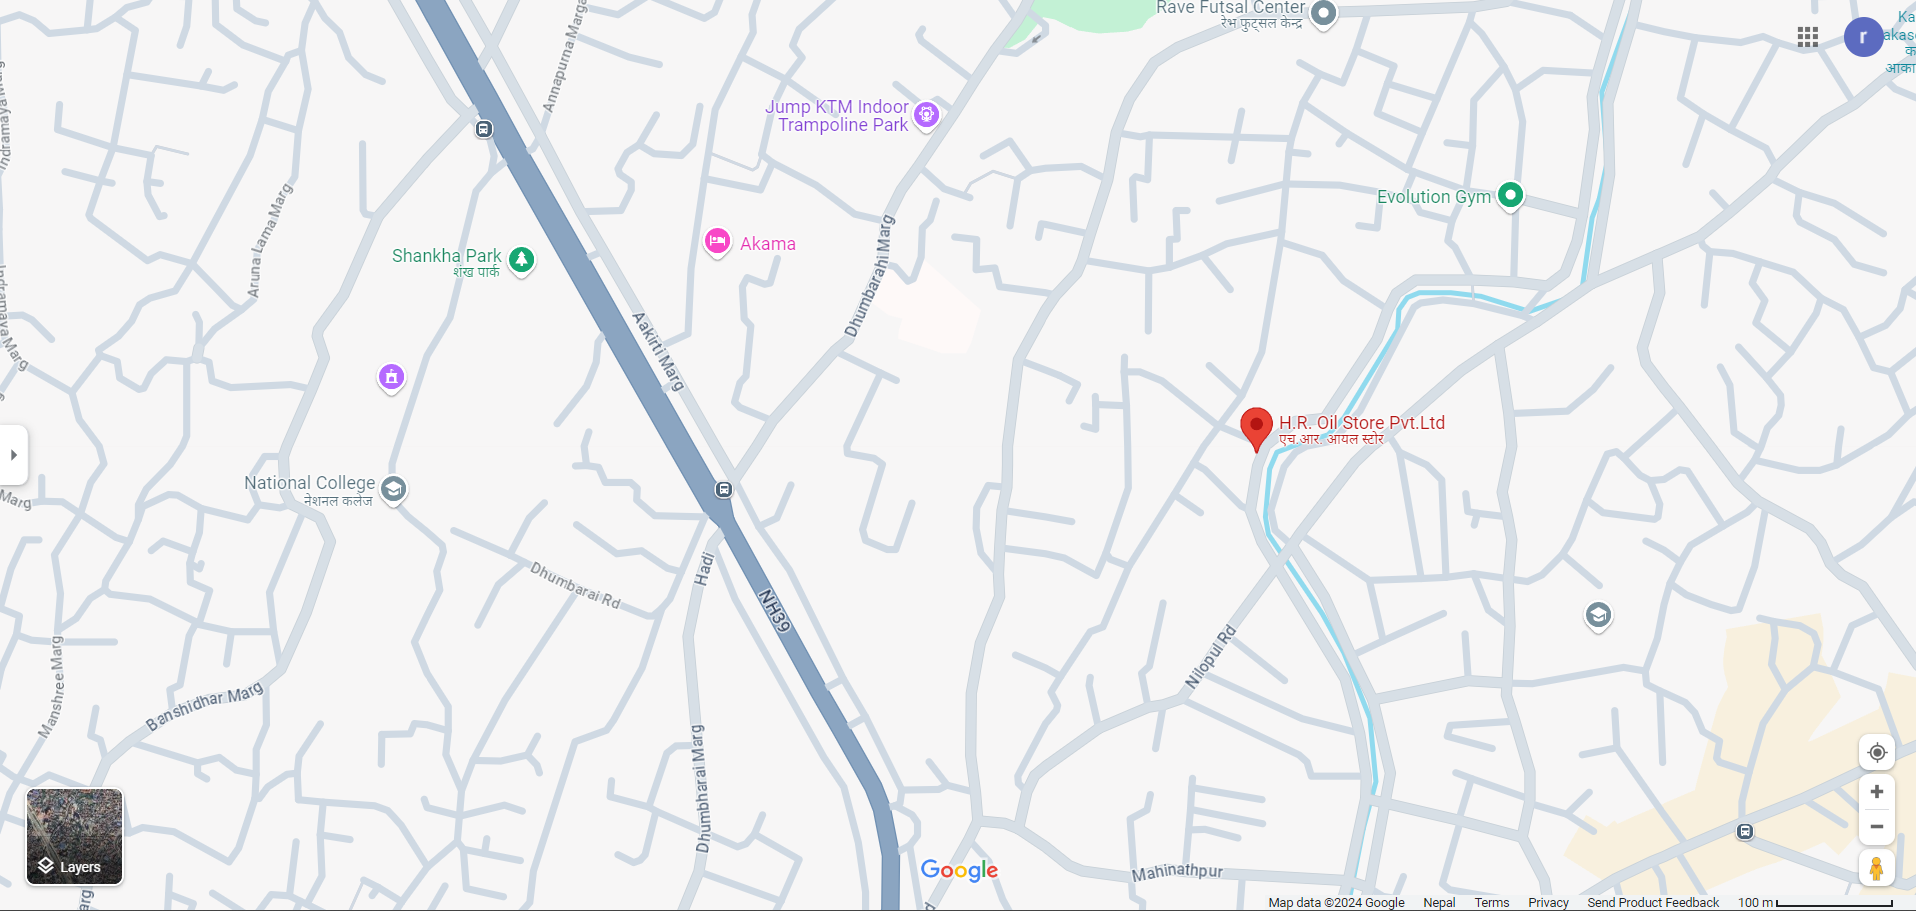 Rave Futsal Center
रेभ फुट्सल केन्द्र
r
Annapurna Marga
Jump KTM Indoor
Trampoline Park
Evolution Gym
Aruna Lama Marg
Shankha Park
शंख पार्क
Akama
Dhumbarahi Marg
Aakirti Marg
H.R. Oil Store Pvt.Ltd
एच.आर. आयल स्टोर
National College
नेशनल कलेज
Marg
Hadi
Dhumbarai Rd
NH39
Nilopul Rd
Manshree Marg
Banshidhar Marg
Dhumbharai Marg
Layers
Google
Mahinathpur
Map data ©2024 Google Nepal Terms Privacy Send Product Feedback 100 m